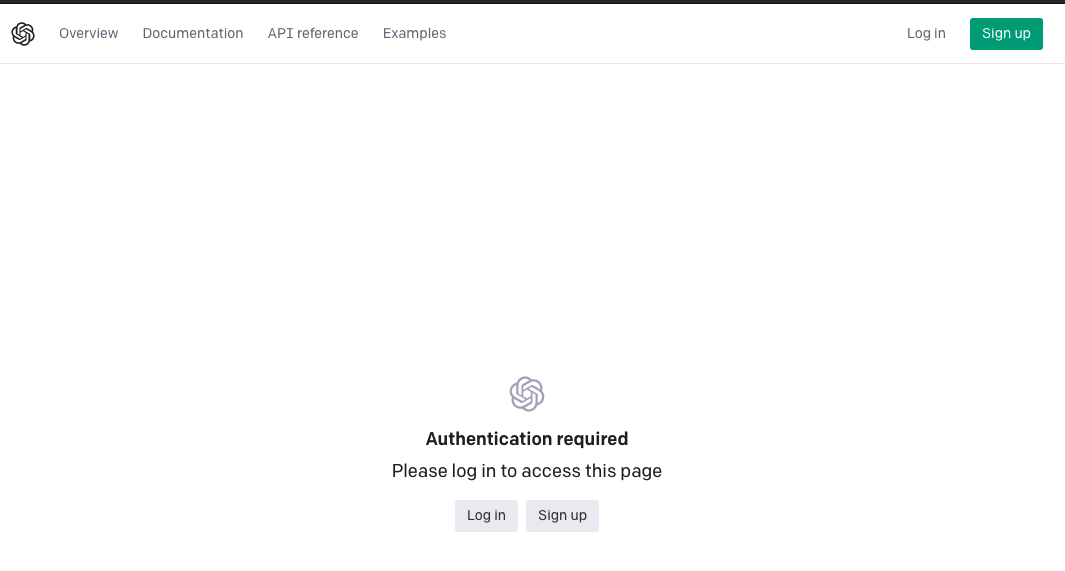 Overview Documentation API reference Examples Log in Sign up
Authentication required
Please log in to access this page
Log in Sign up